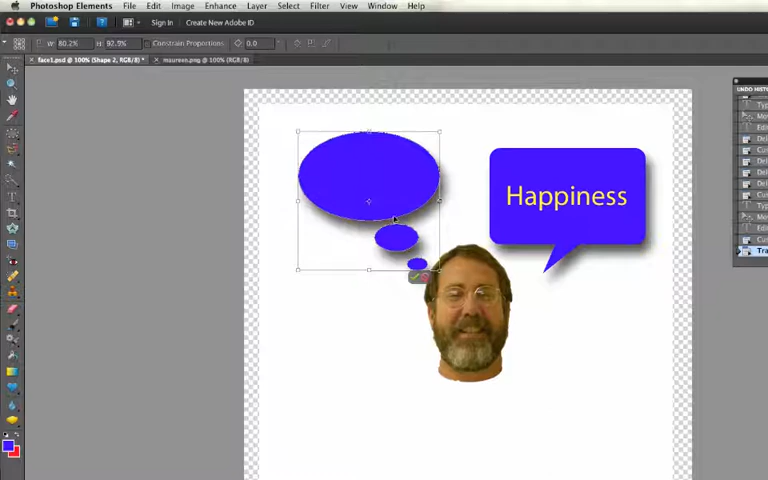 Photoshop Elements File Edit Image Enhance Layer Select Filter View Window Help
Sign In Create New Adobe ID
W: 80.2% H: 92.9% Constrain Proportions 0.0
face1.psd @ 100% (Shape 2, RGB/8) * maureen.png @ 100% (RGB/8)
UNDO HIST
Happiness